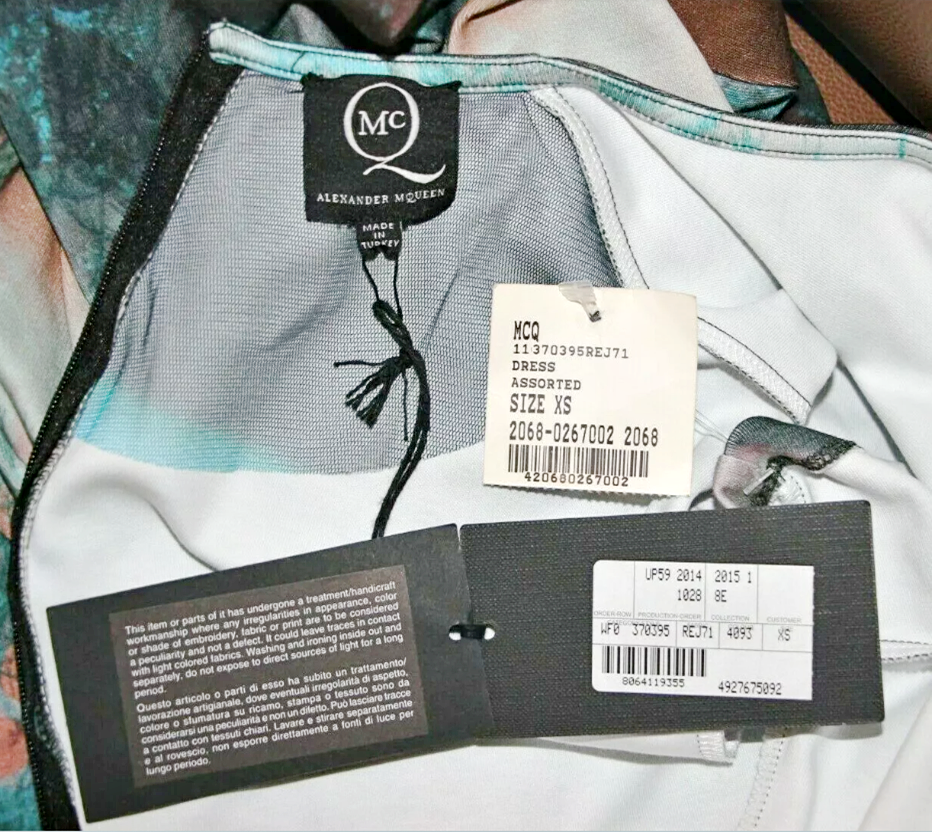 McQ
ALEXANDER McQUEEN
MADE
IN
TURKEY
MCQ
11370395REJ71
DRESS
ASSORTED
SIZE XS
2068-0267002 2068
420680267002
This item or parts of it has undergone a treatment/handicraft
workmanship where any irregularities in appearance, color
or shade of embroidery, fabric or print are to be considered
a peculiarity and not a defect. It could leave traces in contact
with light colored fabrics. Washing and ironing inside out and
separately, do not expose to direct sources of light for a long
period.
Questo articolo o parti di esso ha subito un trattamento/
lavorazione artigianale, dove eventuali irregolarità di aspetto,
colore o sfumatura su ricamo, stampa o tessuto sono da
considerarsi una peculiarità e non un difetto. Può lasciare tracce
a contatto con tessuti chiari. Lavare e stirare separatamente
e al rovescio, non esporre direttamente a fonti di luce per
lungo periodo.
UP59 2014 2015 1
1028 8E
ORDER-ROW PRODUCTION-ORDER COLLECTION CUSTOMER
WF0 370395 REJ71 4093 XS
8064119355 4927675092